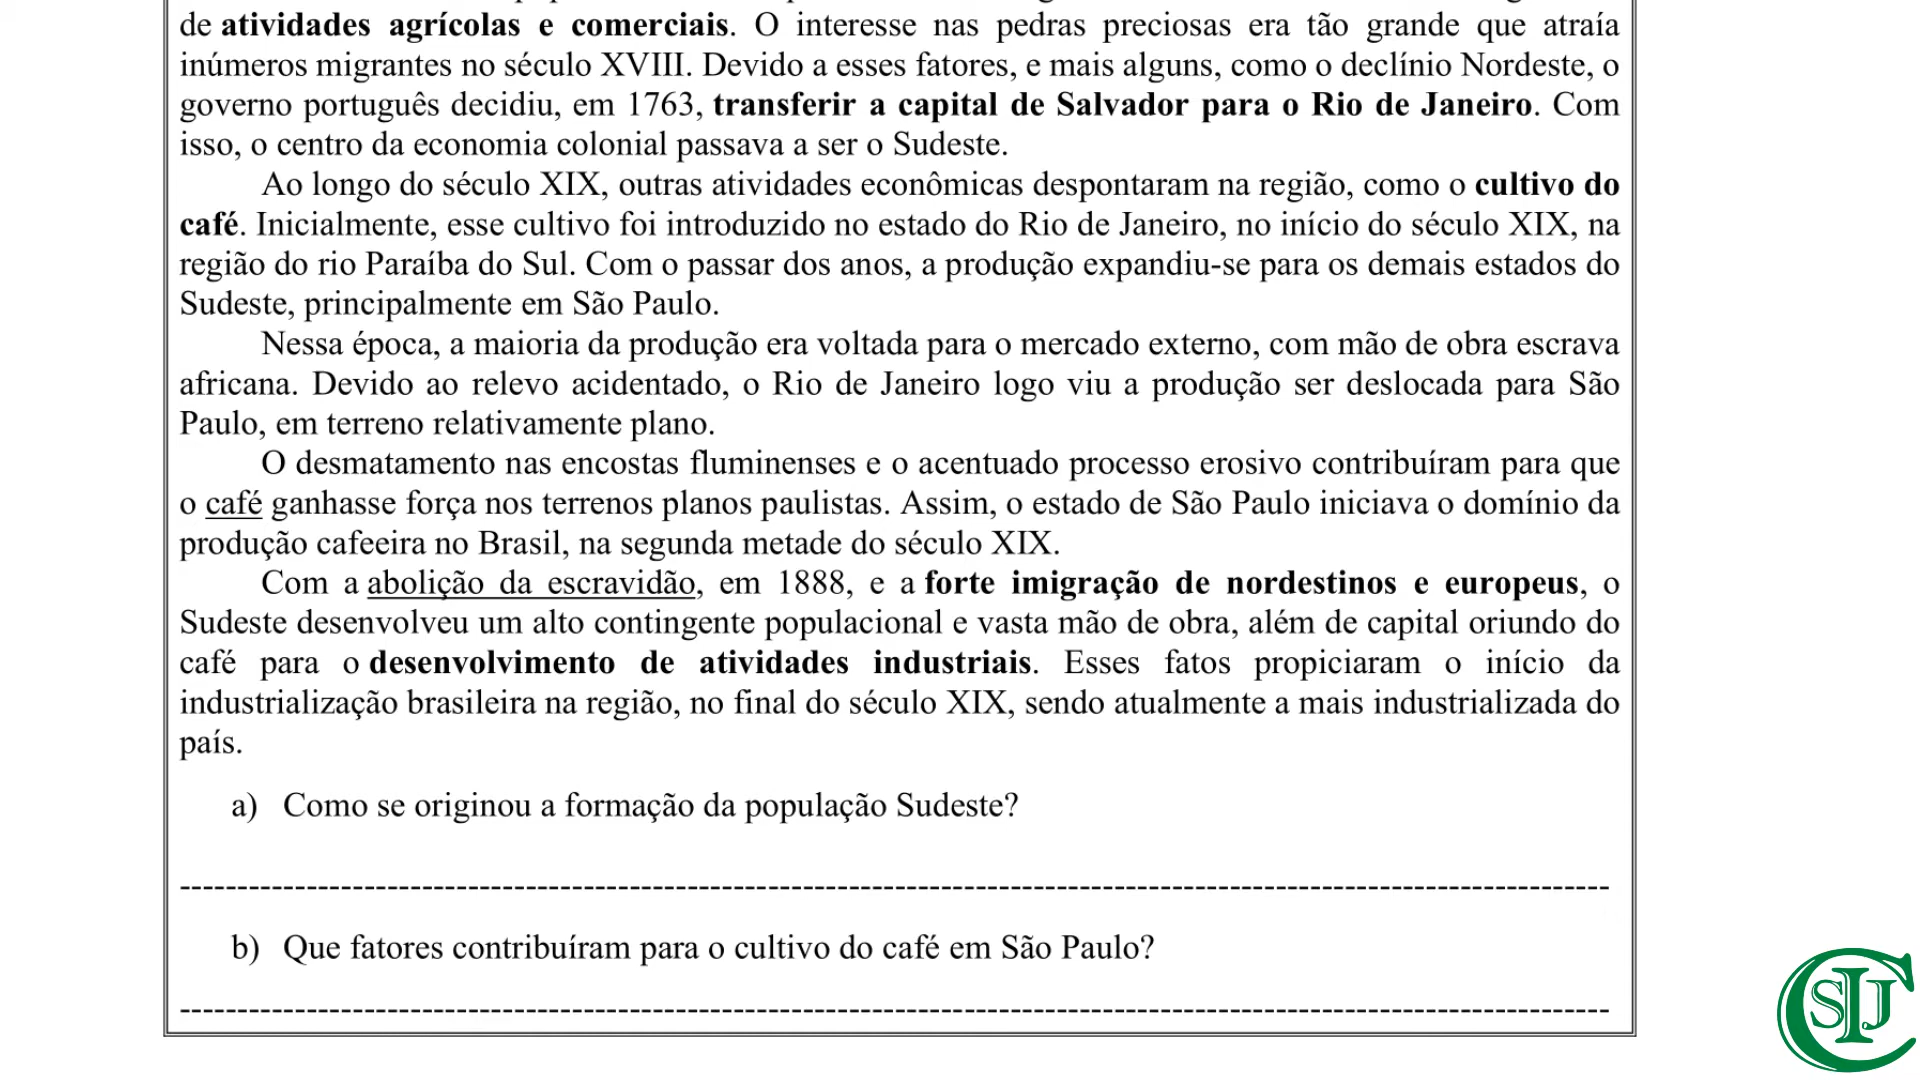 de atividades agrícolas e comerciais. O interesse nas pedras preciosas era tão grande que atraía
inúmeros migrantes no século XVIII. Devido a esses fatores, e mais alguns, como o declínio Nordeste, o
governo português decidiu, em 1763, transferir a capital de Salvador para o Rio de Janeiro. Com
isso, o centro da economia colonial passava a ser o Sudeste.
Ao longo do século XIX, outras atividades econômicas despontaram na região, como o cultivo do
café. Inicialmente, esse cultivo foi introduzido no estado do Rio de Janeiro, no início do século XIX, na
região do rio Paraíba do Sul. Com o passar dos anos, a produção expandiu-se para os demais estados do
Sudeste, principalmente em São Paulo.
Nessa época, a maioria da produção era voltada para o mercado externo, com mão de obra escrava
africana. Devido ao relevo acidentado, o Rio de Janeiro logo viu a produção ser deslocada para São
Paulo, em terreno relativamente plano.
O desmatamento nas encostas fluminenses e o acentuado processo erosivo contribuíram para que
o café ganhasse força nos terrenos planos paulistas. Assim, o estado de São Paulo iniciava o domínio da
produção cafeeira no Brasil, na segunda metade do século XIX.
Com a abolição da escravidão, em 1888, e a forte imigração de nordestinos e europeus, o
Sudeste desenvolveu um alto contingente populacional e vasta mão de obra, além de capital oriundo do
café para o desenvolvimento de atividades industriais. Esses fatos propiciaram o início da
industrialização brasileira na região, no final do século XIX, sendo atualmente a mais industrializada do
país.
a) Como se originou a formação da população Sudeste?
b) Que fatores contribuíram para o cultivo do café em São Paulo?
CSIJ